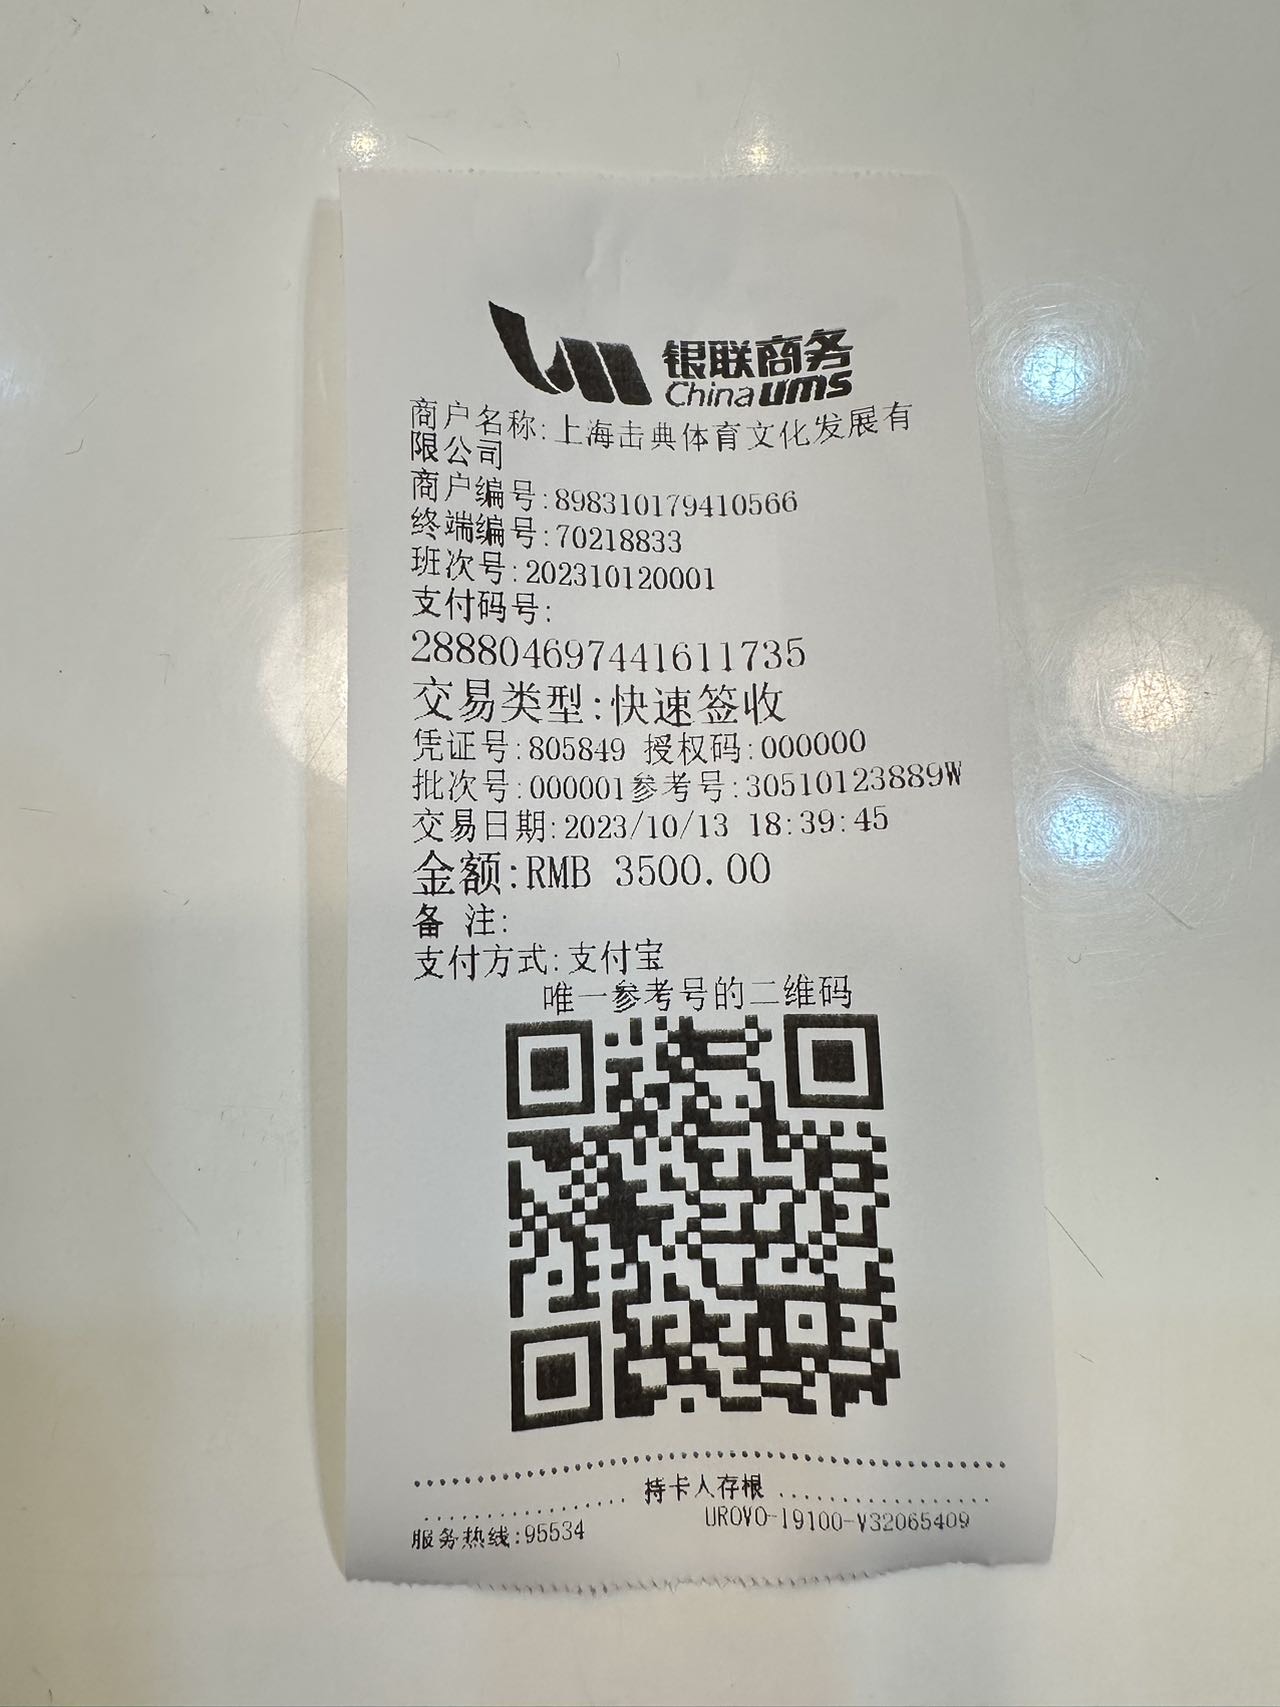 银联商务
Chinaums
商户名称:上海击典体育文化发展有
限公司
商户编号:898310179410566
终端编号:70218833
班次号:202310120001
支付码号:
288804697441611735
交易类型:快速签收
凭证号:805849 授权码:000000
批次号:000001参考号:30510123889W
交易日期:2023/10/13 18:39:45
金额:RMB 3500.00
备 注:
支付方式:支付宝
唯一参考号的二维码
持卡人存根
服务热线:95534 UROVO-I9100-V32065409